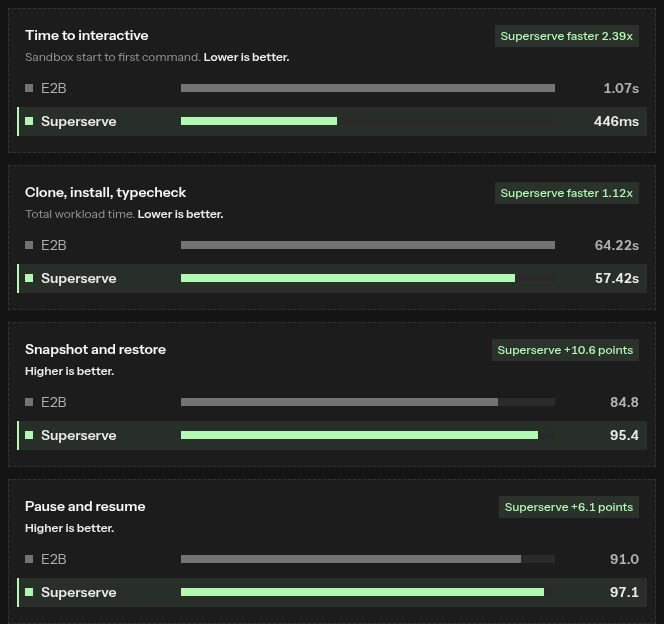 Time to interactive
Superserve faster 2.39x
Sandbox start to first command. Lower is better.
E2B 1.07s
Superserve 446ms
Clone, install, typecheck
Superserve faster 1.12x
Total workload time. Lower is better.
E2B 64.22s
Superserve 57.42s
Snapshot and restore
Superserve +10.6 points
Higher is better.
E2B 84.8
Superserve 95.4
Pause and resume
Superserve +6.1 points
Higher is better.
E2B 91.0
Superserve 97.1